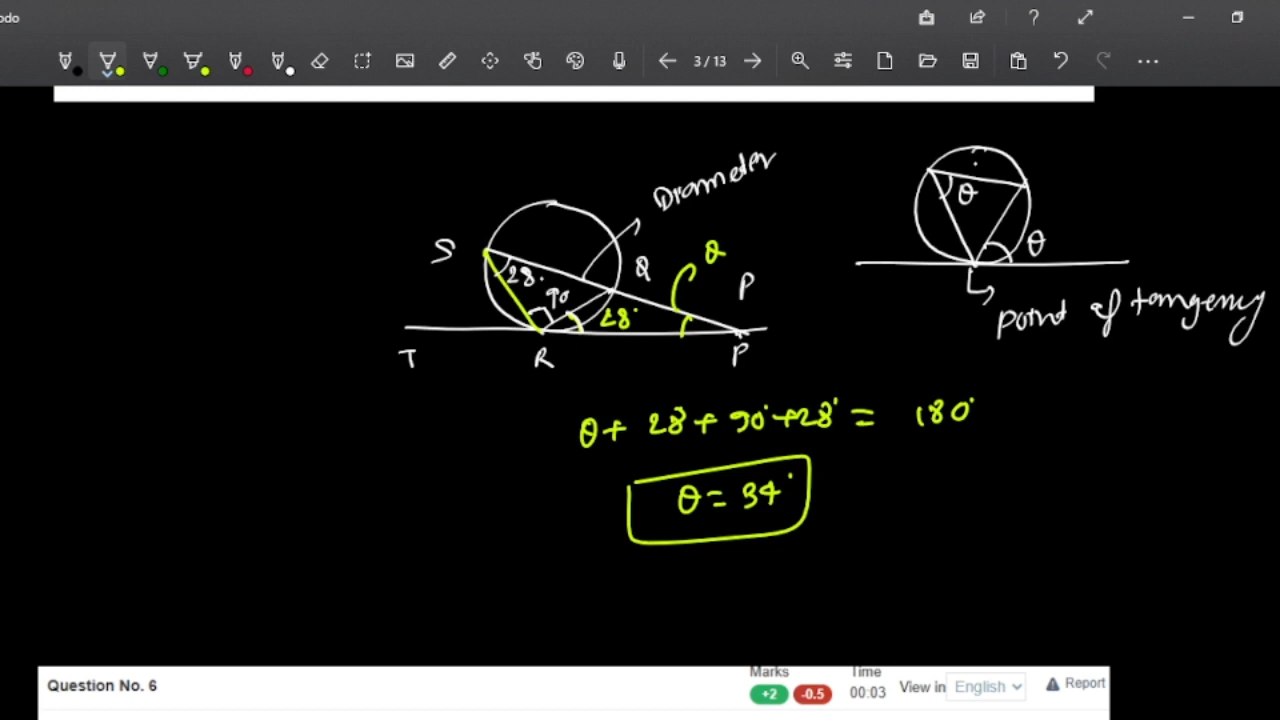 odo
3 / 13
Diameter
S
28°
90
Q
28°
θ
P
T
R
P
θ
θ
point of tangency
θ + 28° + 90° + 28° = 180°
θ = 34°
Question No. 6
Marks
+2
-0.5
Time
00:03
View in
English
Report